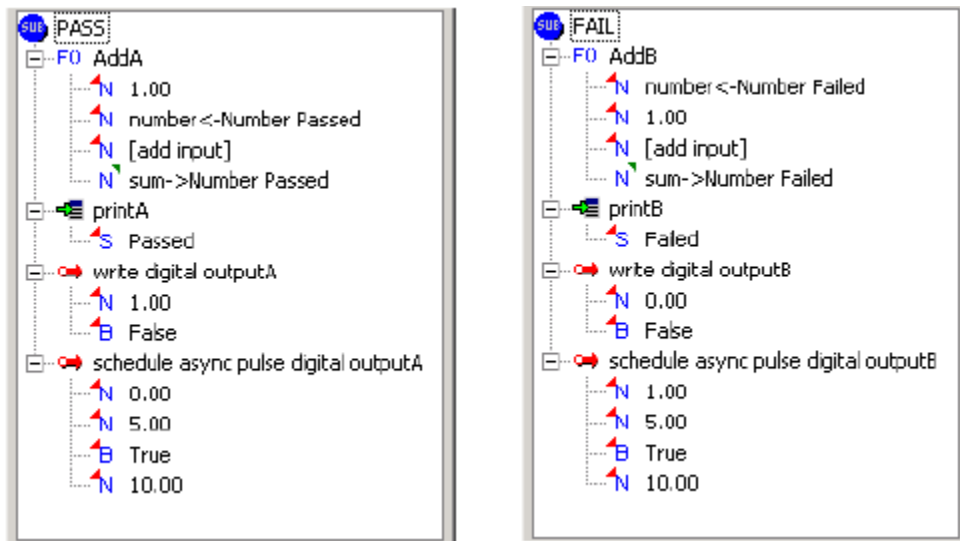 SUB PASS
F() AddA
N 1.00
N number<-Number Passed
N [add input]
N sum->Number Passed
printA
S Passed
write digital outputA
N 1.00
B False
schedule async pulse digital outputA
N 0.00
N 5.00
B True
N 10.00
SUB FAIL
F() AddB
N number<-Number Failed
N 1.00
N [add input]
N sum->Number Failed
printB
S Failed
write digital outputB
N 0.00
B False
schedule async pulse digital outputB
N 1.00
N 5.00
B True
N 10.00